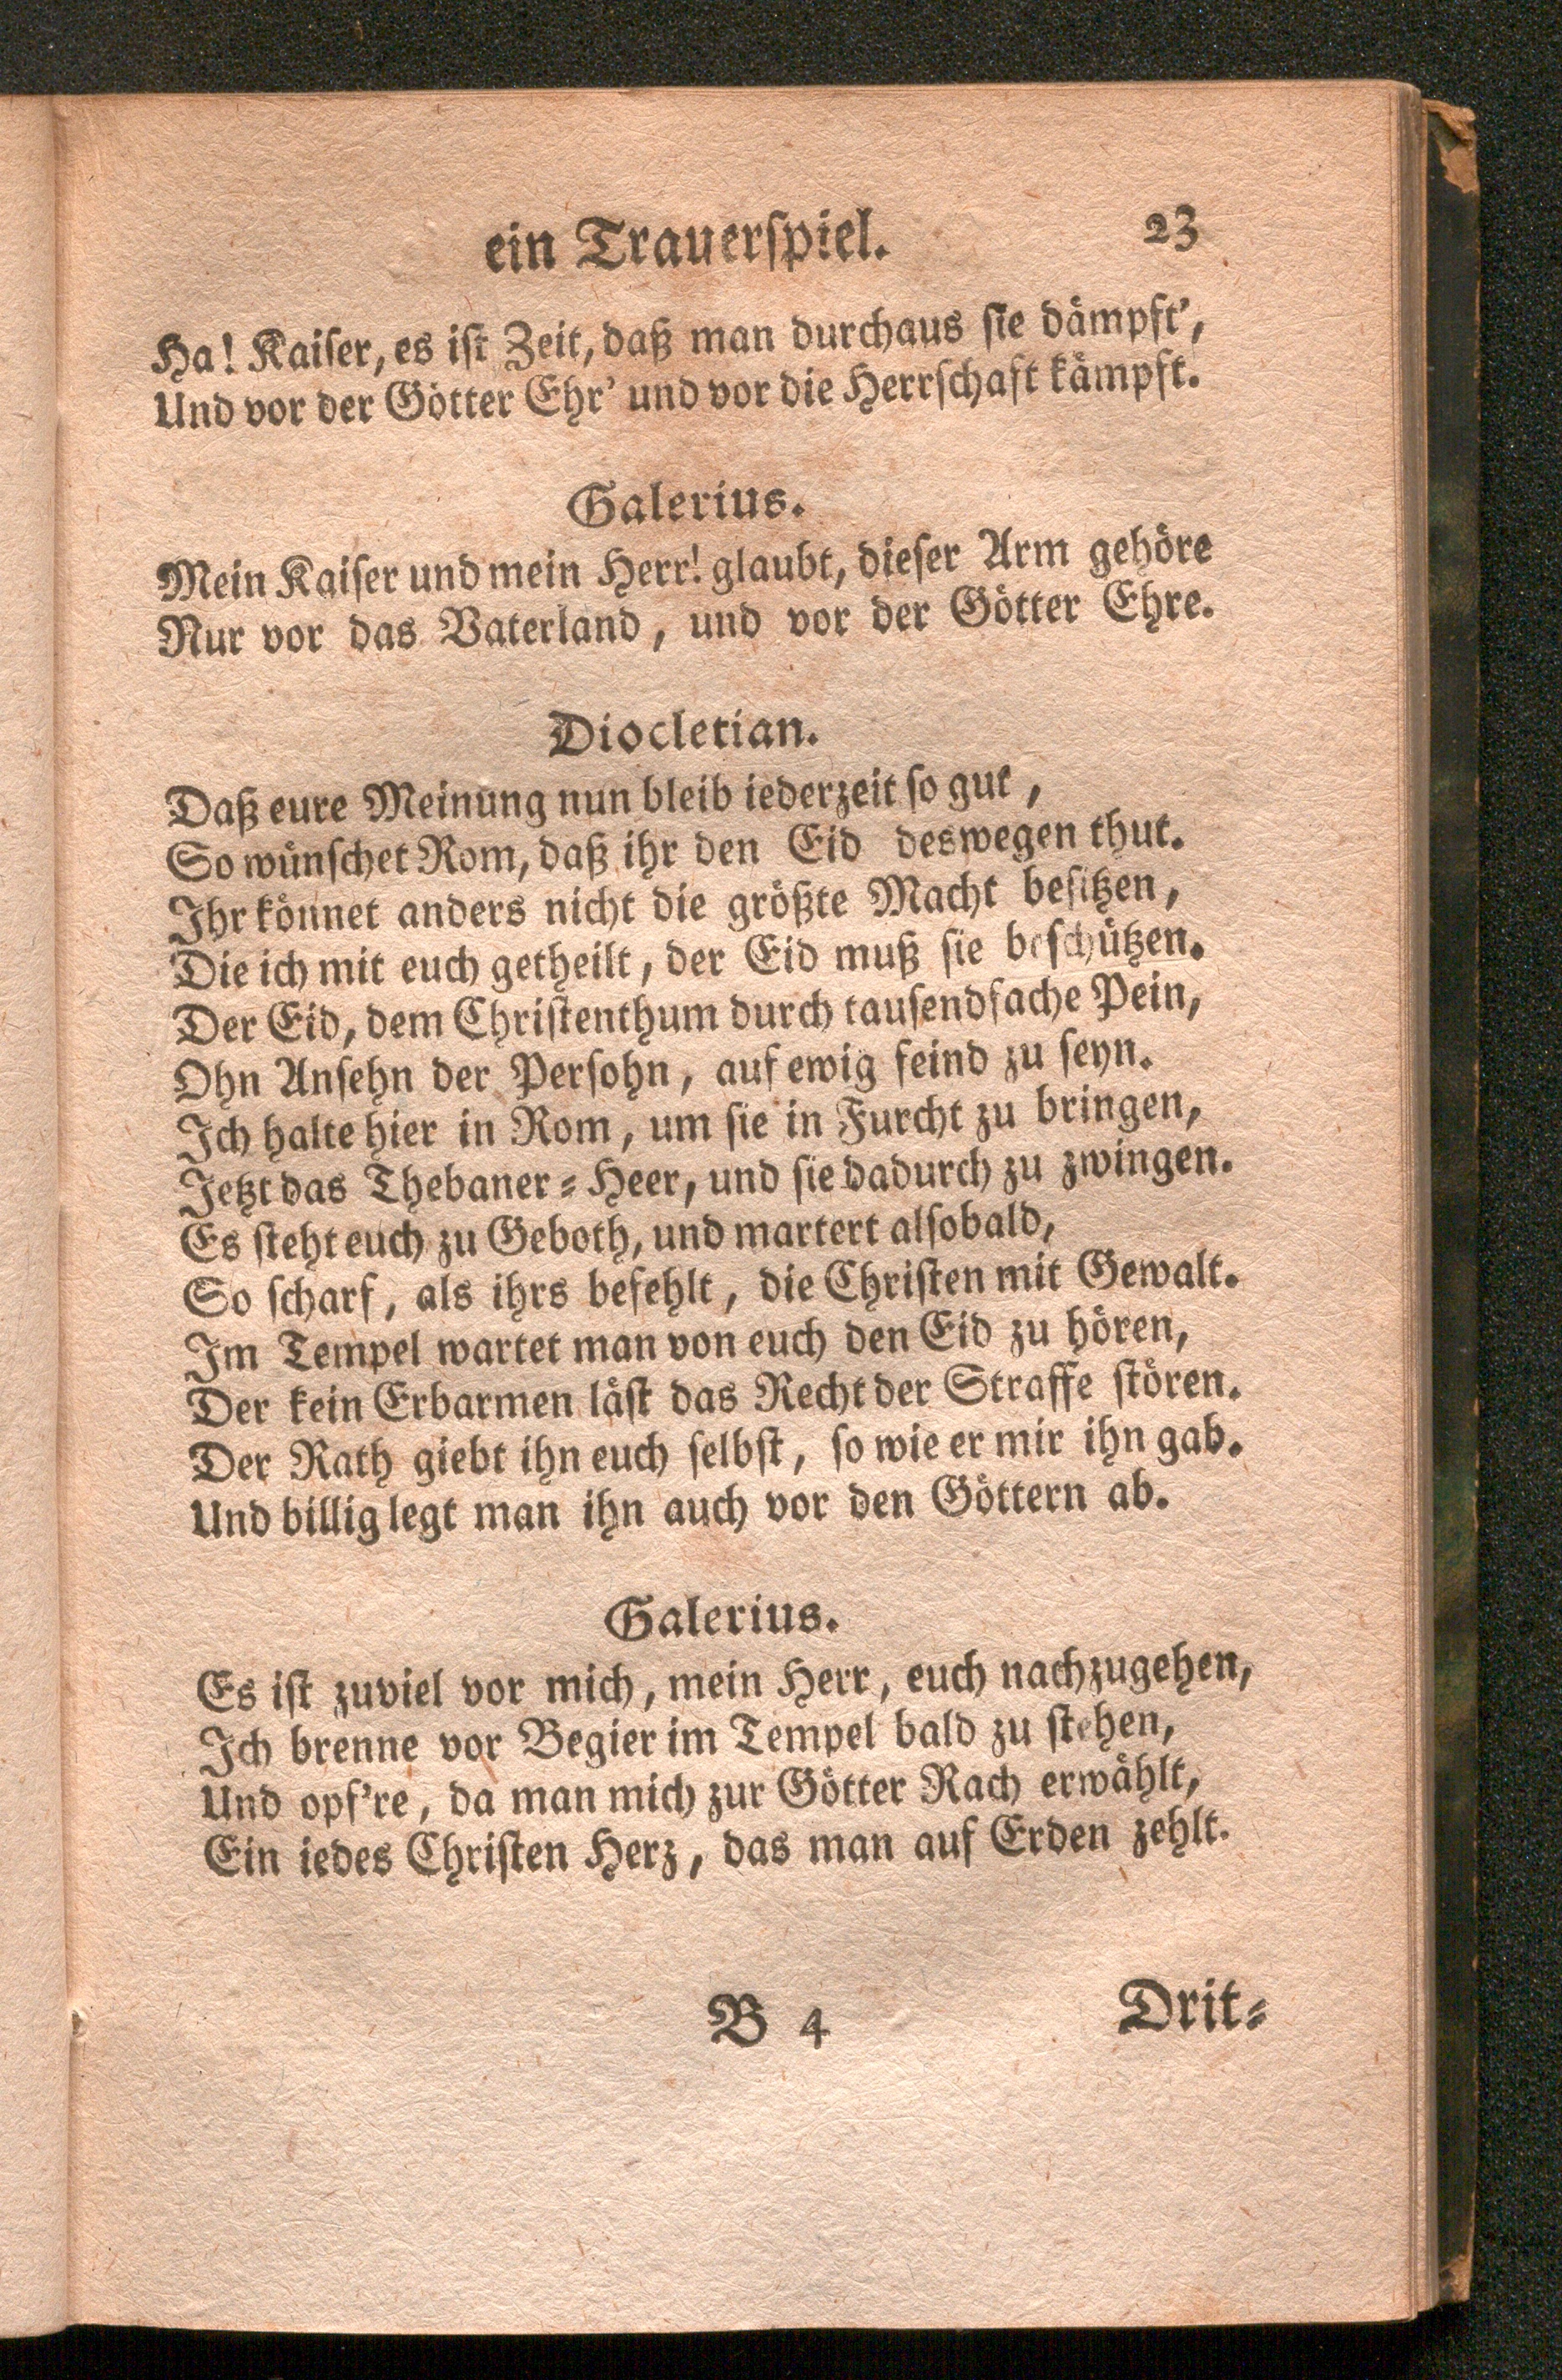 ein Trauerſpiel. 23
Ha! Kaiſer, es iſt Zeit, daß man durchaus ſie dämpft’,
Und vor der Götter Ehr’ und vor die Herrſchaft kämpft.
Galerius.
Mein Kaiſer und mein Herr! glaubt, dieſer Arm gehöre
Nur vor das Vaterland, und vor der Götter Ehre.
Diocletian.
Daß eure Meinung nun bleib iederzeit ſo gut,
So wünſchet Rom, daß ihr den Eid deswegen thut.
Ihr könnet anders nicht die größte Macht beſitzen,
Die ich mit euch getheilt, der Eid muß ſie beſchützen.
Der Eid, dem Chriſtenthum durch tauſendfache Pein,
Ohn Anſehn der Perſohn, auf ewig feind zu ſeyn.
Ich halte hier in Rom, um ſie in Furcht zu bringen,
Jetzt das Thebaner⸗Heer, und ſie dadurch zu zwingen.
Es ſteht euch zu Geboth, und martert alſobald,
So ſcharf, als ihrs befehlt, die Chriſten mit Gewalt.
Im Tempel wartet man von euch den Eid zu hören,
Der kein Erbarmen läſt das Recht der Straffe ſtören.
Der Rath giebt ihn euch ſelbſt, ſo wie er mir ihn gab.
Und billig legt man ihn auch vor den Göttern ab.
Galerius.
Es iſt zuviel vor mich, mein Herr, euch nachzugehen,
Ich brenne vor Begier im Tempel bald zu ſtehen,
Und opf’re, da man mich zur Götter Rach erwählt,
Ein iedes Chriſten Herz, das man auf Erden zehlt.
B 4 Drit⸗